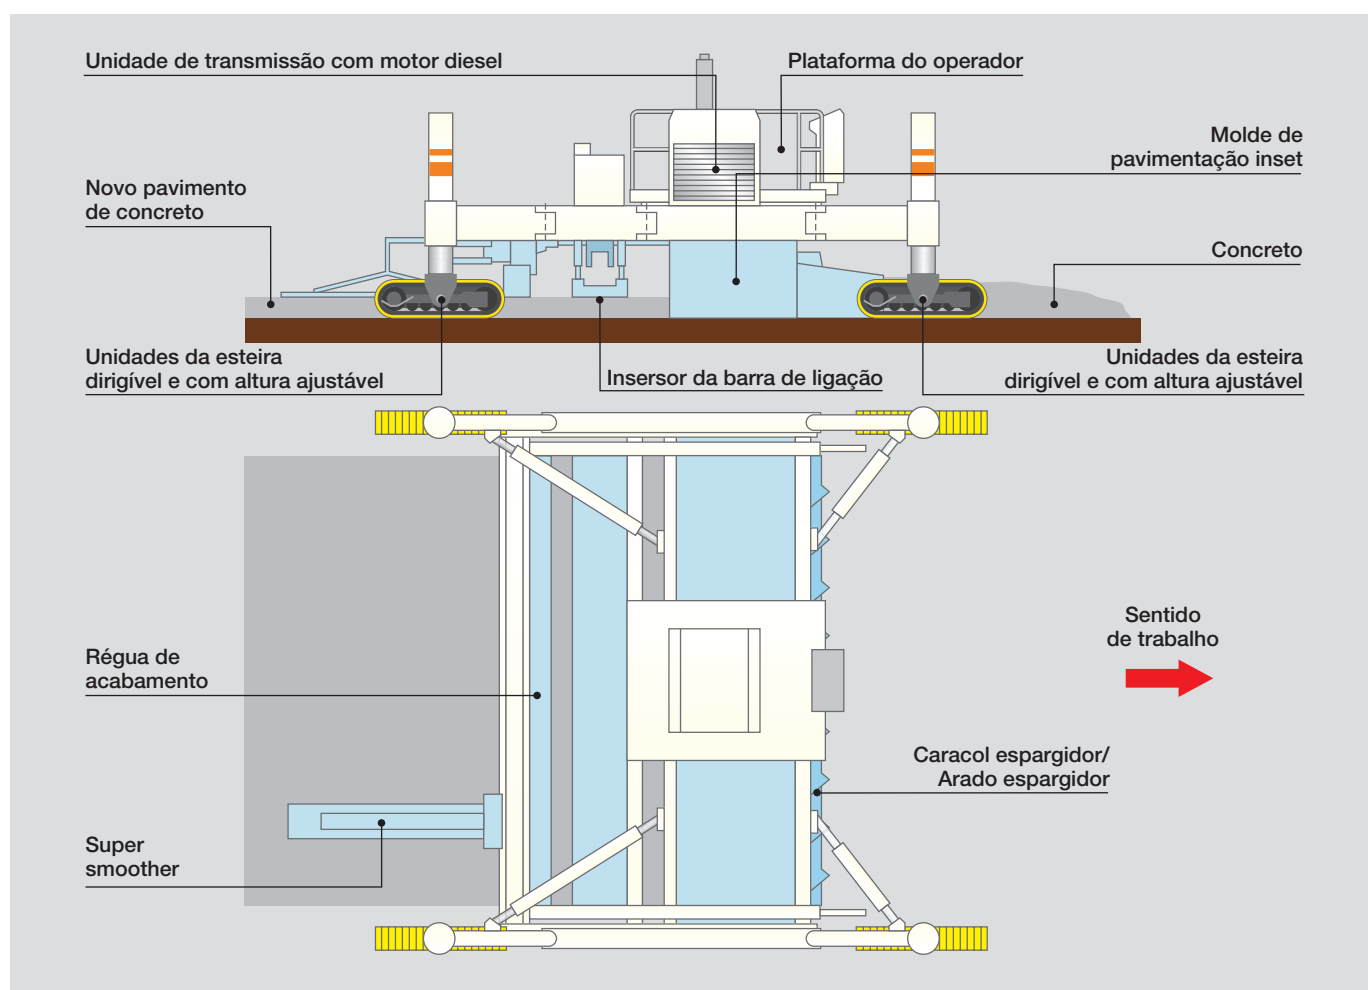 Unidade de transmissão com motor diesel
Plataforma do operador
Molde de
pavimentação inset
Novo pavimento
de concreto
Concreto
Unidades da esteira
dirigível e com altura ajustável
Insersor da barra de ligação
Unidades da esteira
dirigível e com altura ajustável
Sentido
de trabalho
Régua de
acabamento
Caracol espargidor/
Arado espargidor
Super
smoother